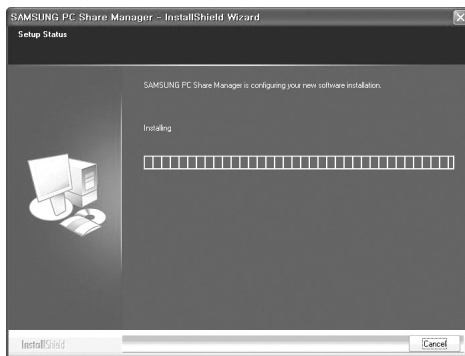 SAMSUNG PC Share Manager - InstallShield Wizard
Setup Status
SAMSUNG PC Share Manager is configuring your new software installation.
Installing
InstallShield
Cancel